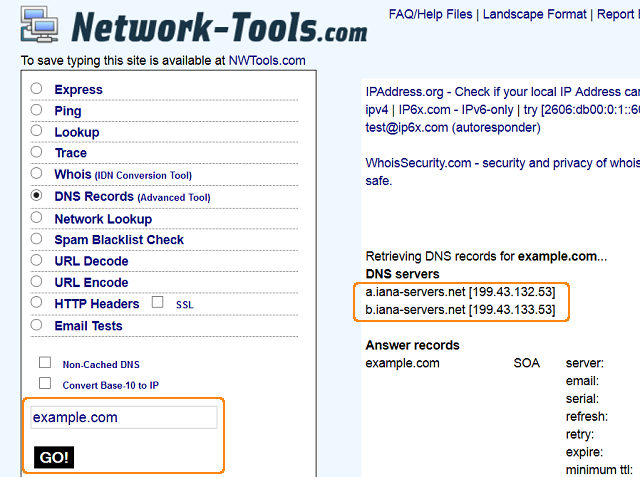 Network-Tools.com
FAQ/Help Files | Landscape Format | Report
To save typing this site is available at NWTools.com
Express
Ping
Lookup
Trace
Whois (IDN Conversion Tool)
DNS Records (Advanced Tool)
Network Lookup
Spam Blacklist Check
URL Decode
URL Encode
HTTP Headers SSL
Email Tests
Non-Cached DNS
Convert Base-10 to IP
example.com
GO!
IPAddress.org - Check if your local IP Address can
ipv4 | IP6x.com - IPv6-only | try [2606:db00:0:1::60
test@ip6x.com (autoresponder)
WhoisSecurity.com - security and privacy of whois
safe.
Retrieving DNS records for example.com...
DNS servers
a.iana-servers.net [199.43.132.53]
b.iana-servers.net [199.43.133.53]
Answer records
example.com SOA server:
email:
serial:
refresh:
retry:
expire:
minimum ttl: